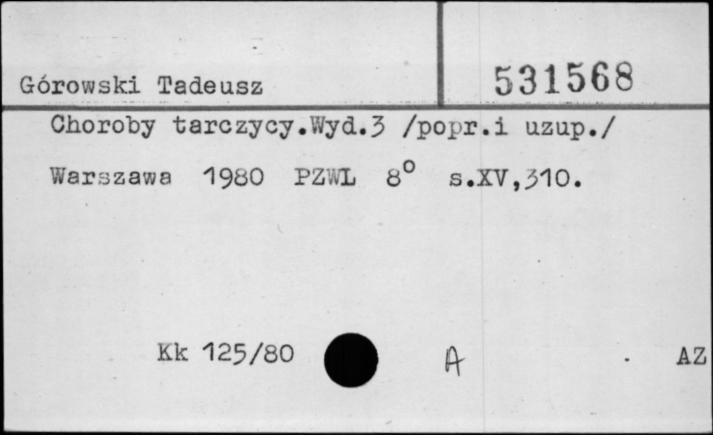 Górowski Tadeusz 531568
Choroby tarczycy.Wyd.3 /popr.i uzup./
Warszawa 1980 PZWL 8° s.XV,310.
Kk 125/80 A AZ